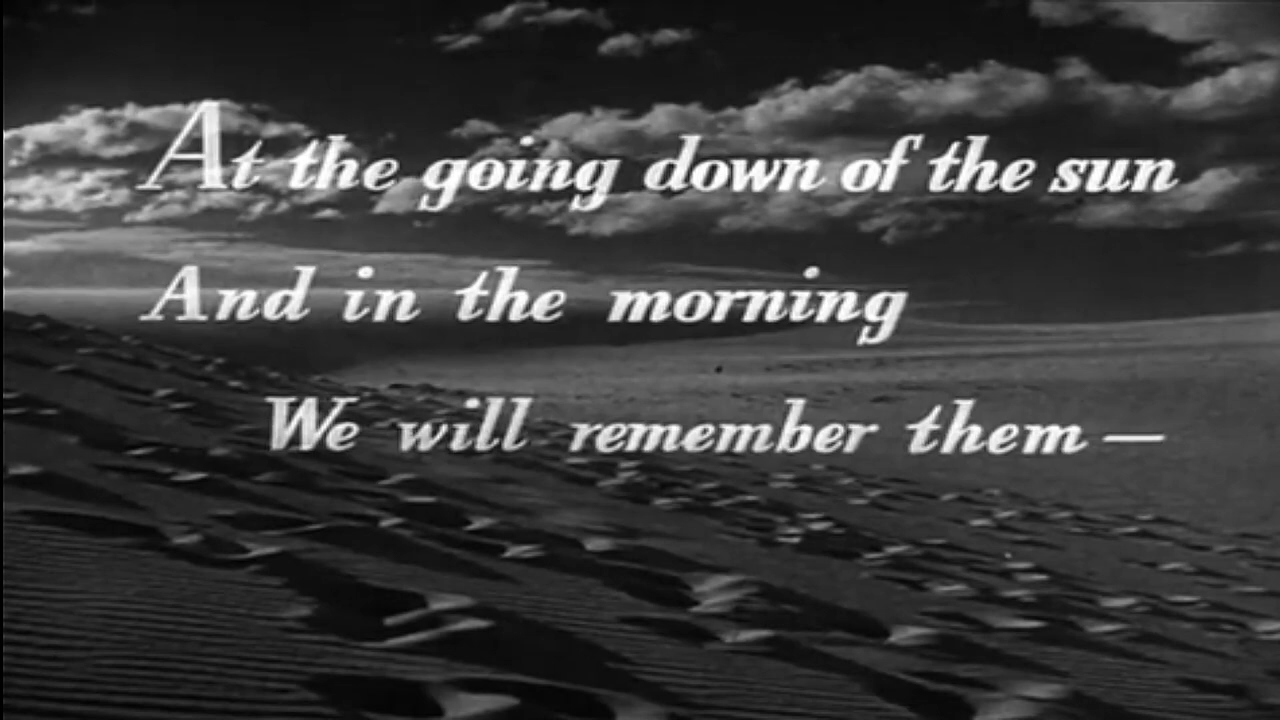 At the going down of the sun
And in the morning
We will remember them —